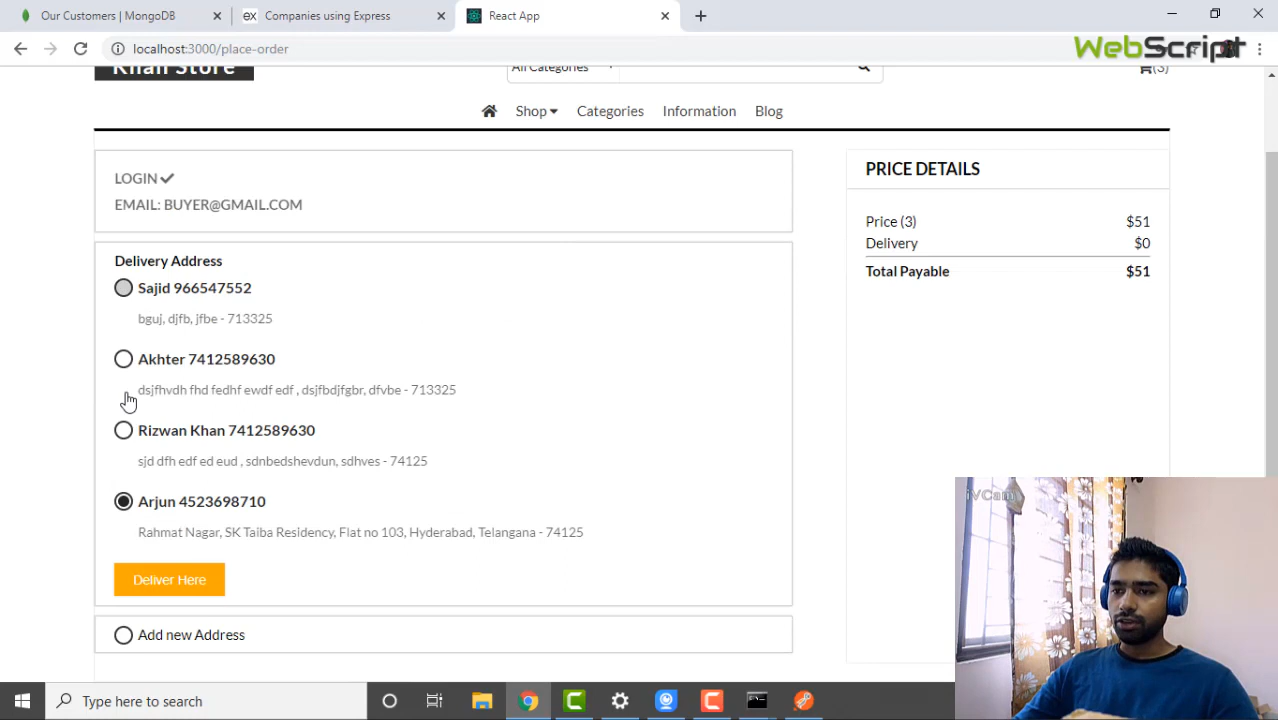 Our Customers | MongoDB
Companies using Express
React App
localhost:3000/place-order
WebScript
Khan Store
All Categories
(3)
Shop
Categories
Information
Blog
LOGIN
EMAIL: BUYER@GMAIL.COM
Delivery Address
Sajid 966547552
bguj, djfb, jfbe - 713325
Akhter 7412589630
dsjfhvdh fhd fedhf ewdf edf , dsjfbdjfgbr, dfvbe - 713325
Rizwan Khan 7412589630
sjd dfh edf ed eud , sdnbedshevdun, sdhves - 74125
Arjun 4523698710
Rahmat Nagar, SK Taiba Residency, Flat no 103, Hyderabad, Telangana - 74125
Deliver Here
Add new Address
PRICE DETAILS
Price (3) $51
Delivery $0
Total Payable $51
iVCam
Type here to search